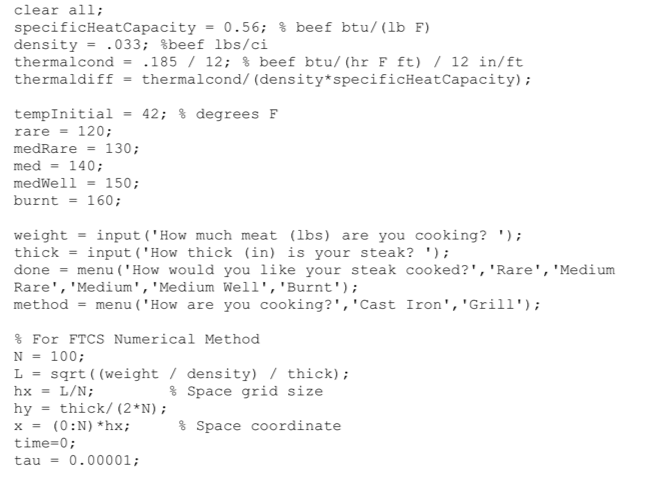 clear all;
specificHeatCapacity = 0.56; % beef btu/(lb F)
density = .033; %beef lbs/ci
thermalcond = .185 / 12; % beef btu/(hr F ft) / 12 in/ft
thermaldiff = thermalcond/(density*specificHeatCapacity);
tempInitial = 42; % degrees F
rare = 120;
medRare = 130;
med = 140;
medWell = 150;
burnt = 160;
weight = input('How much meat (lbs) are you cooking? ');
thick = input('How thick (in) is your steak? ');
done = menu('How would you like your steak cooked?','Rare','Medium
Rare','Medium','Medium Well','Burnt');
method = menu('How are you cooking?','Cast Iron','Grill');
% For FTCS Numerical Method
N = 100;
L = sqrt((weight / density) / thick);
hx = L/N; % Space grid size
hy = thick/(2*N);
x = (0:N)*hx; % Space coordinate
time=0;
tau = 0.00001;